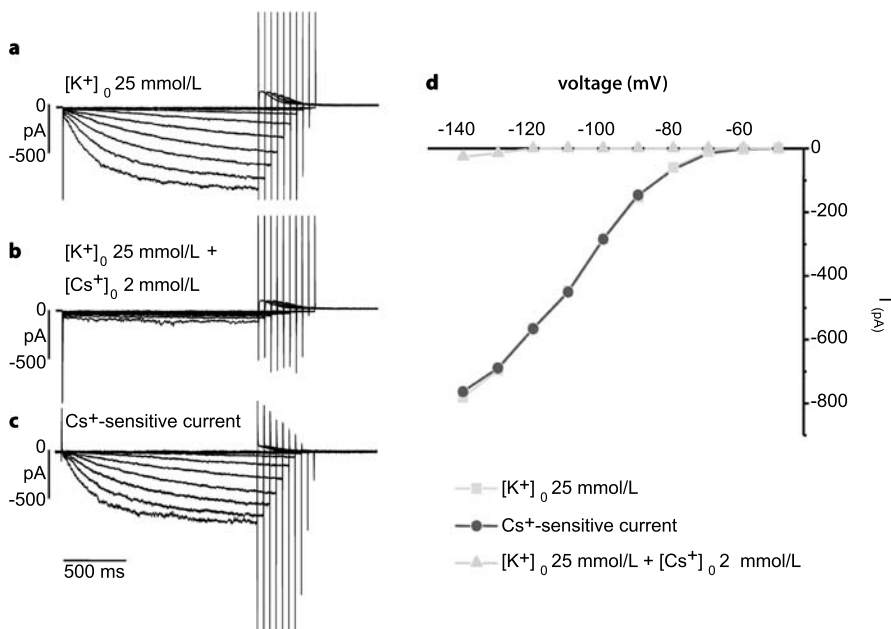 a
[K+]0 25 mmol/L
0
pA
-500
b
[K+]0 25 mmol/L +
[Cs+]0 2 mmol/L
0
pA
-500
c
Cs+-sensitive current
0
pA
-500
500 ms
d
voltage (mV)
-140 -120 -100 -80 -60
0
-200
-400
-600
-800
I (pA)
[K+]0 25 mmol/L
Cs+-sensitive current
[K+]0 25 mmol/L + [Cs+]0 2 mmol/L